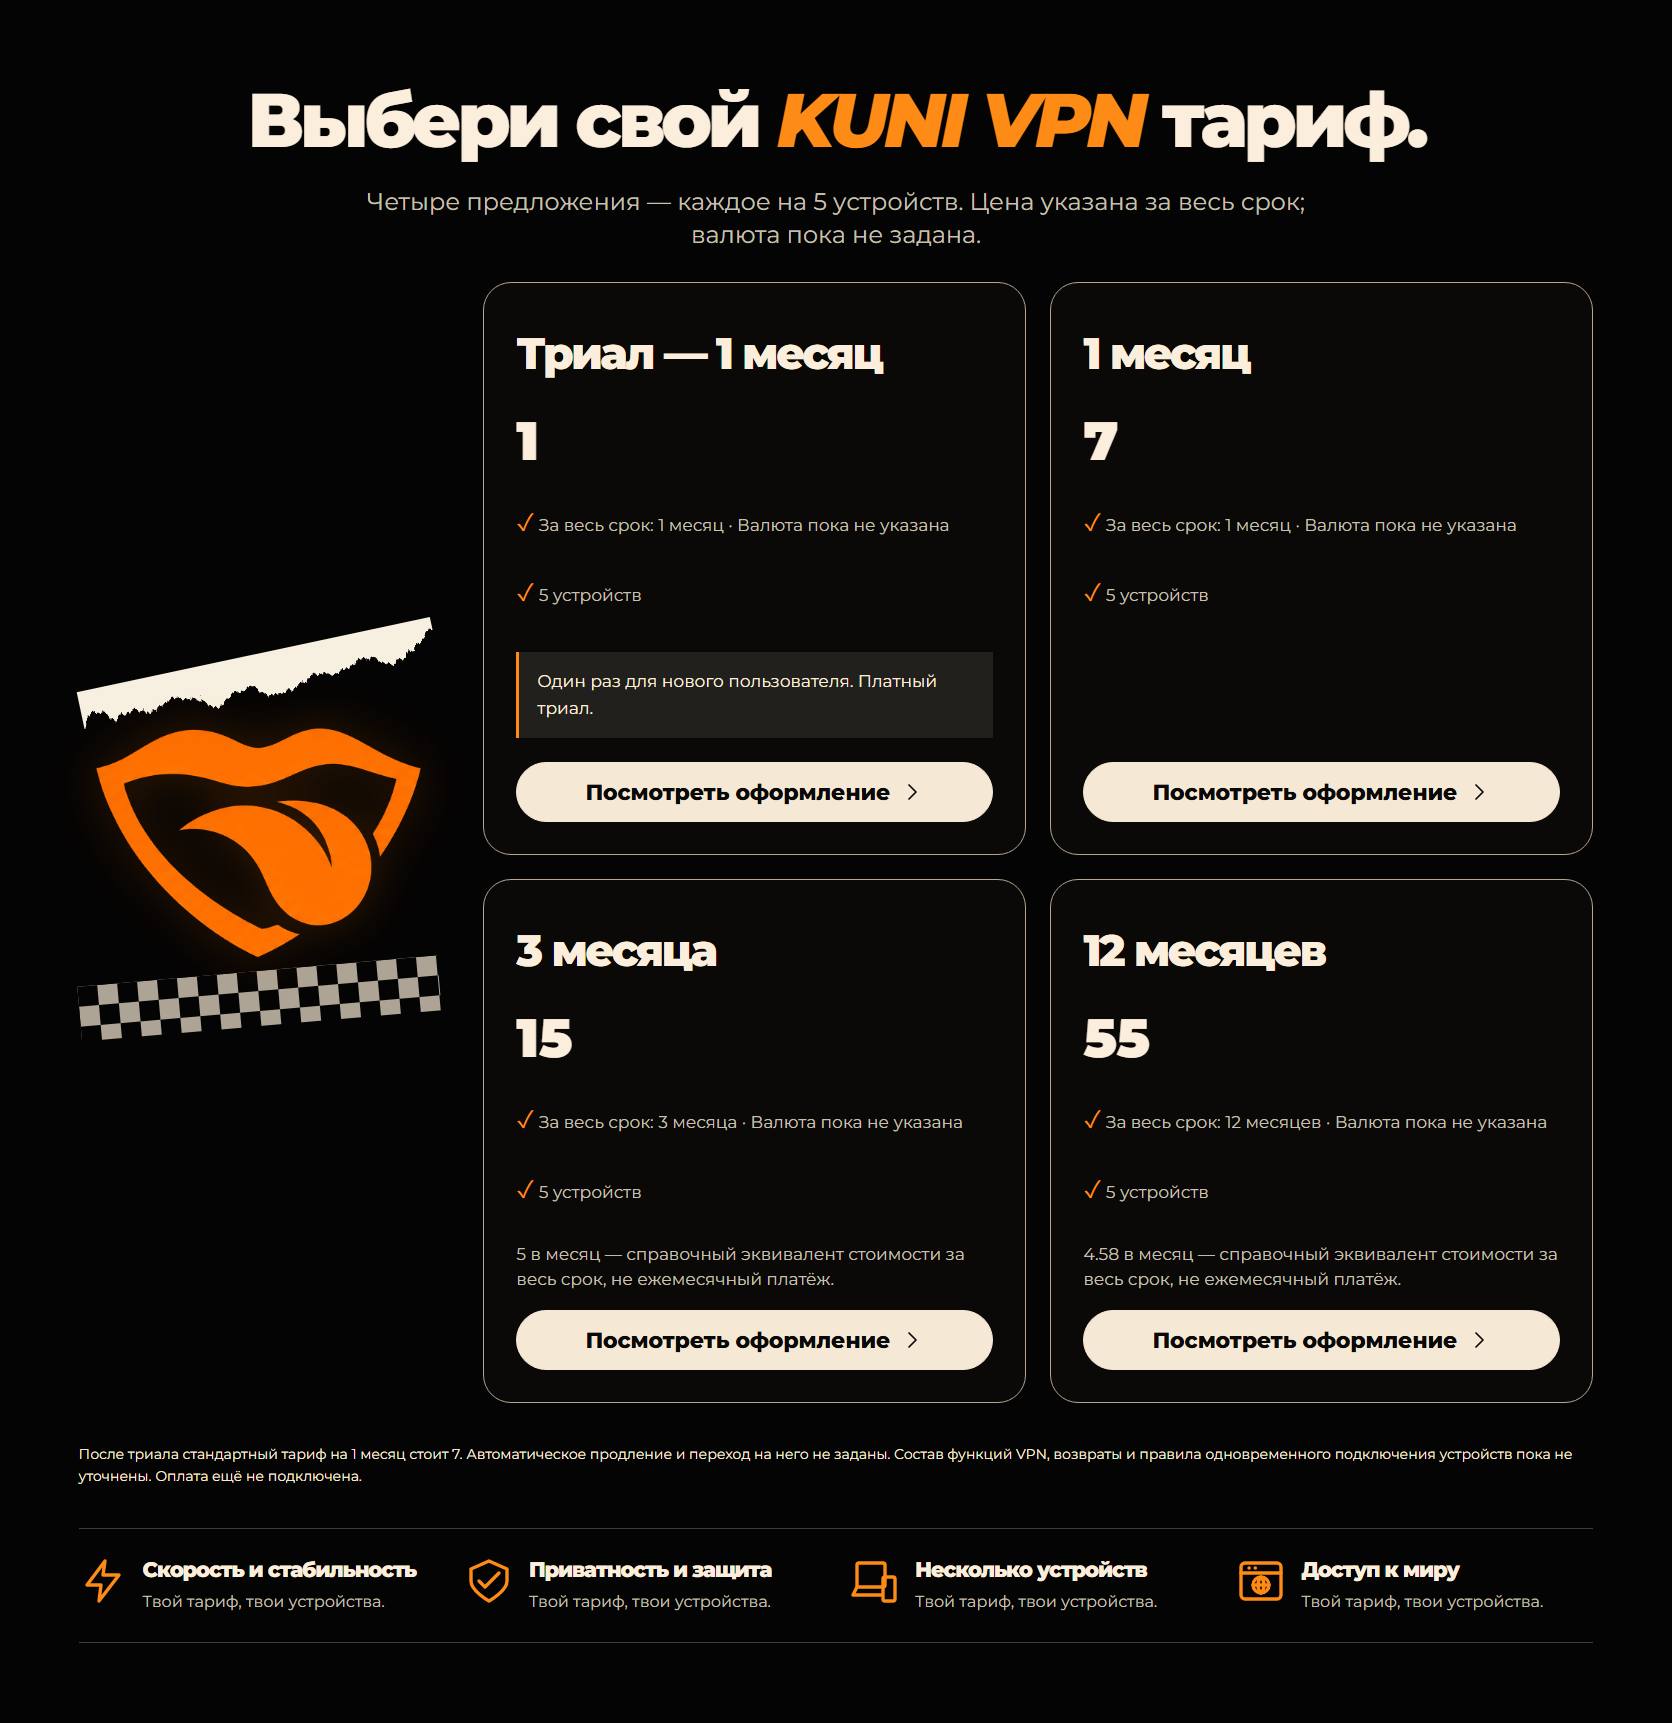 Выбери свой KUNI VPN тариф.
Четыре предложения — каждое на 5 устройств. Цена указана за весь срок;
валюта пока не задана.
Триал — 1 месяц
1
✓ За весь срок: 1 месяц · Валюта пока не указана
✓ 5 устройств
Один раз для нового пользователя. Платный
триал.
Посмотреть оформление
1 месяц
7
✓ За весь срок: 1 месяц · Валюта пока не указана
✓ 5 устройств
Посмотреть оформление
3 месяца
15
✓ За весь срок: 3 месяца · Валюта пока не указана
✓ 5 устройств
5 в месяц — справочный эквивалент стоимости за
весь срок, не ежемесячный платёж.
Посмотреть оформление
12 месяцев
55
✓ За весь срок: 12 месяцев · Валюта пока не указана
✓ 5 устройств
4.58 в месяц — справочный эквивалент стоимости за
весь срок, не ежемесячный платёж.
Посмотреть оформление
После триала стандартный тариф на 1 месяц стоит 7. Автоматическое продление и переход на него не заданы. Состав функций VPN, возвраты и правила одновременного подключения устройств пока не
уточнены. Оплата ещё не подключена.
Скорость и стабильность
Твой тариф, твои устройства.
Приватность и защита
Твой тариф, твои устройства.
Несколько устройств
Твой тариф, твои устройства.
Доступ к миру
Твой тариф, твои устройства.